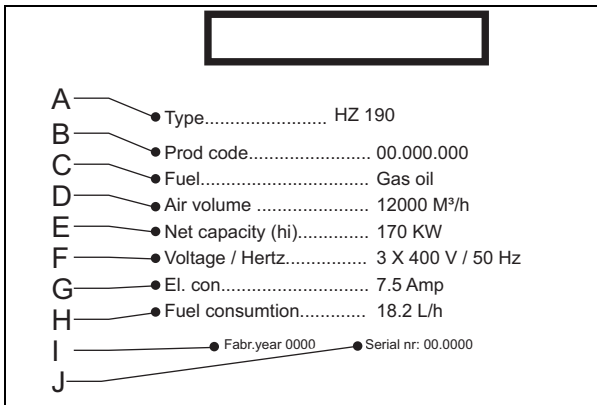 A
Type........................ HZ 190
B
Prod code........................ 00.000.000
C
Fuel................................. Gas oil
D
Air volume ...................... 12000 M³/h
E
Net capacity (hi).............. 170 KW
F
Voltage / Hertz................ 3 X 400 V / 50 Hz
G
El. con............................. 7.5 Amp
H
Fuel consumtion............. 18.2 L/h
I
Fabr.year 0000 Serial nr: 00.0000
J